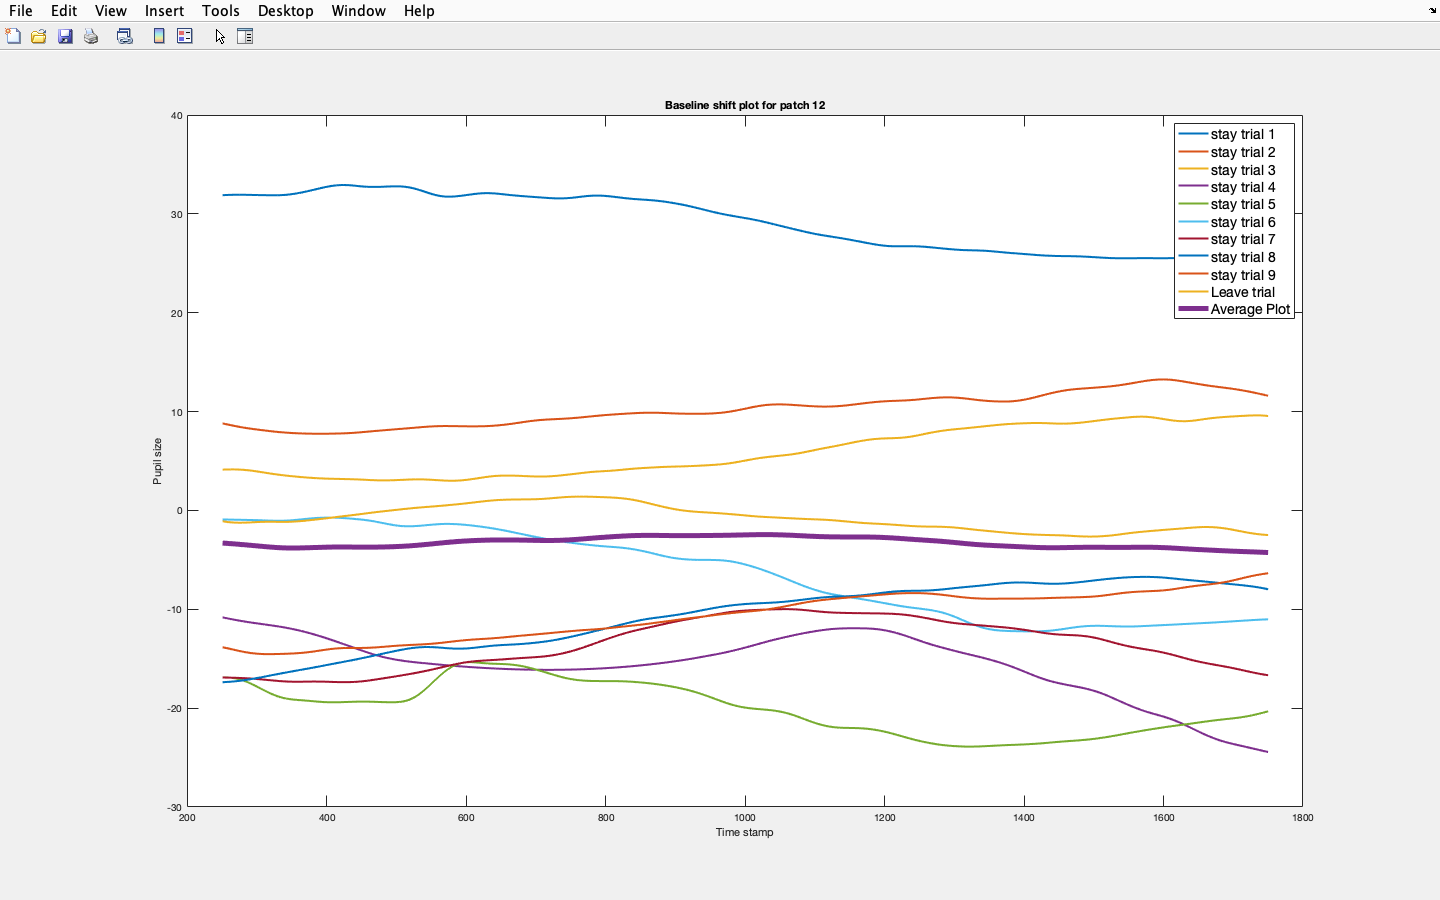 File Edit View Insert Tools Desktop Window Help
Baseline shift plot for patch 12
40
30
20
10
0
-10
-20
-30
Pupil size
200 400 600 800 1000 1200 1400 1600 1800
Time stamp
stay trial 1
stay trial 2
stay trial 3
stay trial 4
stay trial 5
stay trial 6
stay trial 7
stay trial 8
stay trial 9
Leave trial
Average Plot